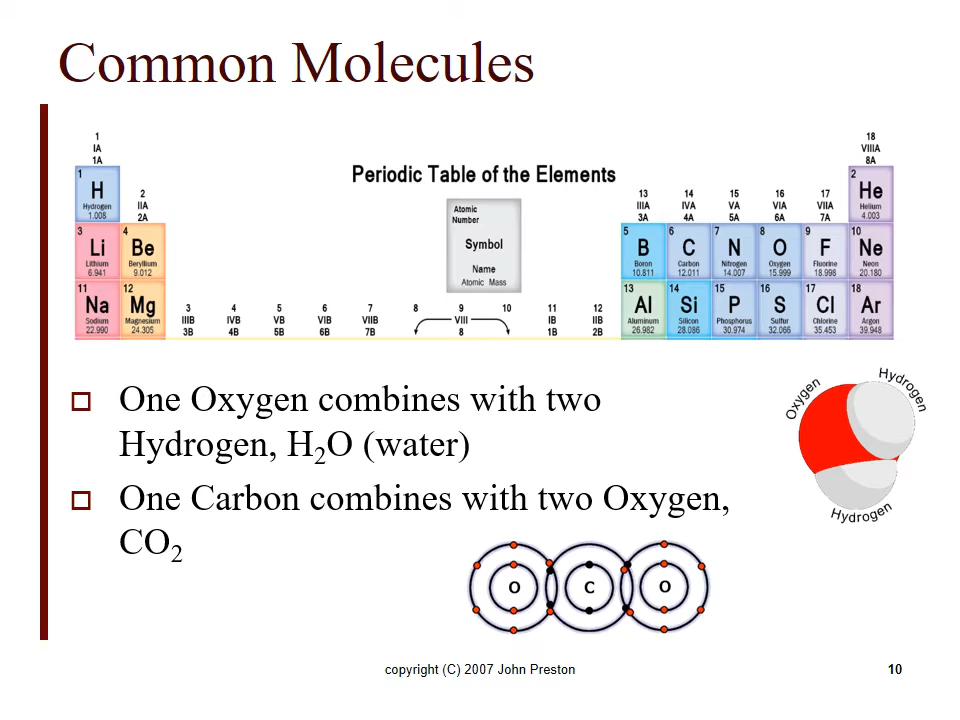 Common Molecules
Periodic Table of the Elements
1
IA
1A
18
VIIIA
8A
1
H
Hydrogen
1.008
2
IIA
2A
13
IIIA
3A
14
IVA
4A
15
VA
5A
16
VIA
6A
17
VIIA
7A
2
He
Helium
4.003
Atomic
Number
Symbol
Name
Atomic Mass
3
Li
Lithium
6.941
4
Be
Beryllium
9.012
5
B
Boron
10.811
6
C
Carbon
12.011
7
N
Nitrogen
14.007
8
O
Oxygen
15.999
9
F
Fluorine
18.998
10
Ne
Neon
20.180
11
Na
Sodium
22.990
12
Mg
Magnesium
24.305
3
IIIB
3B
4
IVB
4B
5
VB
5B
6
VIB
6B
7
VIIB
7B
8 9 10
VIII
8
11
IB
1B
12
IIB
2B
13
Al
Aluminum
26.982
14
Si
Silicon
28.086
15
P
Phosphorus
30.974
16
S
Sulfur
32.066
17
Cl
Chlorine
35.453
18
Ar
Argon
39.948
One Oxygen combines with two
Hydrogen, H₂O (water)
One Carbon combines with two Oxygen,
CO₂
Oxygen
Hydrogen
Hydrogen
O C O
copyright (C) 2007 John Preston
10